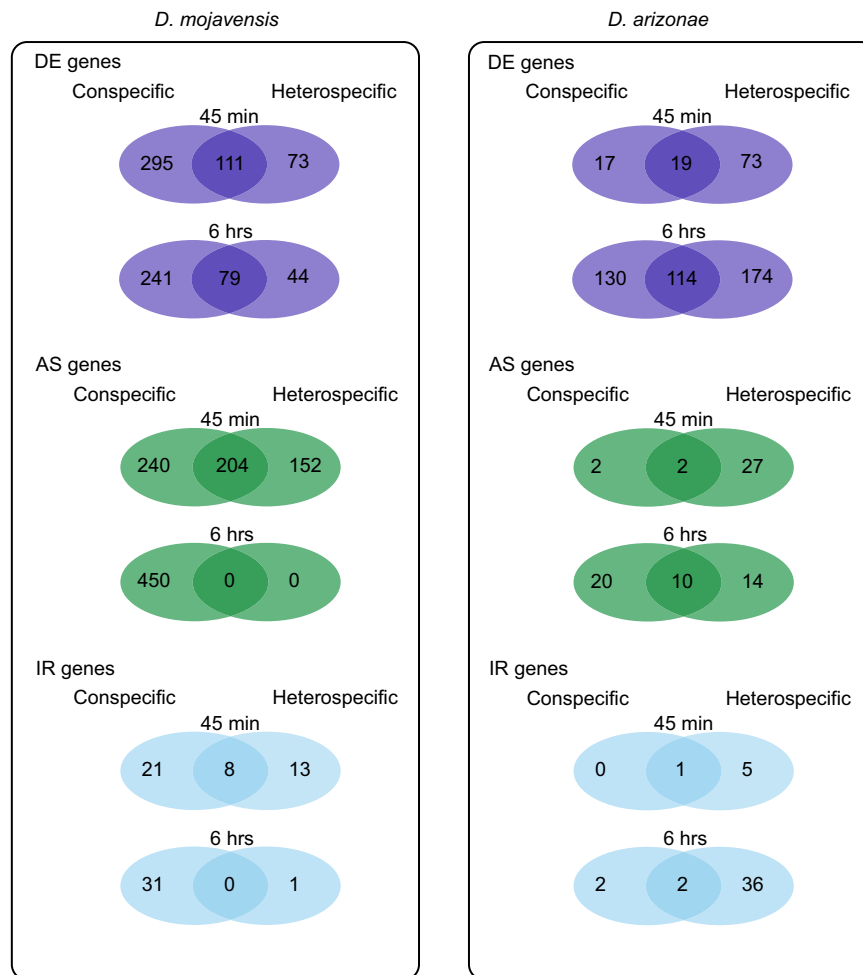 D. mojavensis
DE genes
Conspecific Heterospecific
45 min
295 111 73
6 hrs
241 79 44
AS genes
Conspecific Heterospecific
45 min
240 204 152
6 hrs
450 0 0
IR genes
Conspecific Heterospecific
45 min
21 8 13
6 hrs
31 0 1
D. arizonae
DE genes
Conspecific Heterospecific
45 min
17 19 73
6 hrs
130 114 174
AS genes
Conspecific Heterospecific
45 min
2 2 27
6 hrs
20 10 14
IR genes
Conspecific Heterospecific
45 min
0 1 5
6 hrs
2 2 36